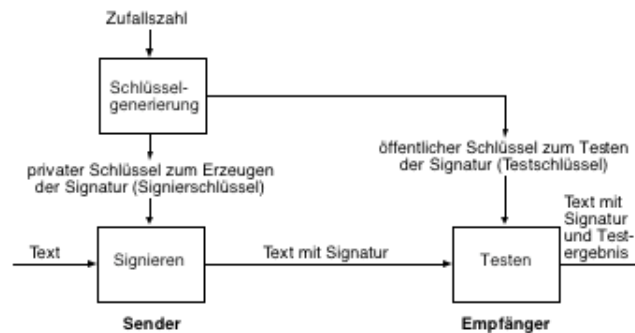 Zufallszahl
Schlüssel-
generierung
privater Schlüssel zum Erzeugen
der Signatur (Signierschlüssel)
öffentlicher Schlüssel zum Testen
der Signatur (Testschlüssel)
Text
Signieren
Text mit Signatur
Testen
Text mit
Signatur
und Test-
ergebnis
Sender
Empfänger